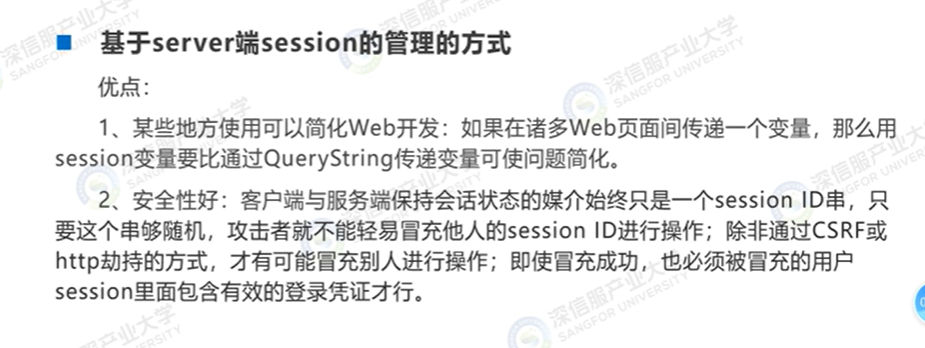 基于server端session的管理的方式
优点：
1、某些地方使用可以简化Web开发：如果在诸多Web页面间传递一个变量，那么用
session变量要比通过QueryString传递变量可使问题简化。
2、安全性好：客户端与服务端保持会话状态的媒介始终只是一个session ID串，只
要这个串够随机，攻击者就不能轻易冒充他人的session ID进行操作；除非通过CSRF或
http劫持的方式，才有可能冒充别人进行操作；即使冒充成功，也必须被冒充的用户
session里面包含有效的登录凭证才行。
深信服产业大学
SANGFOR UNIVERSITY